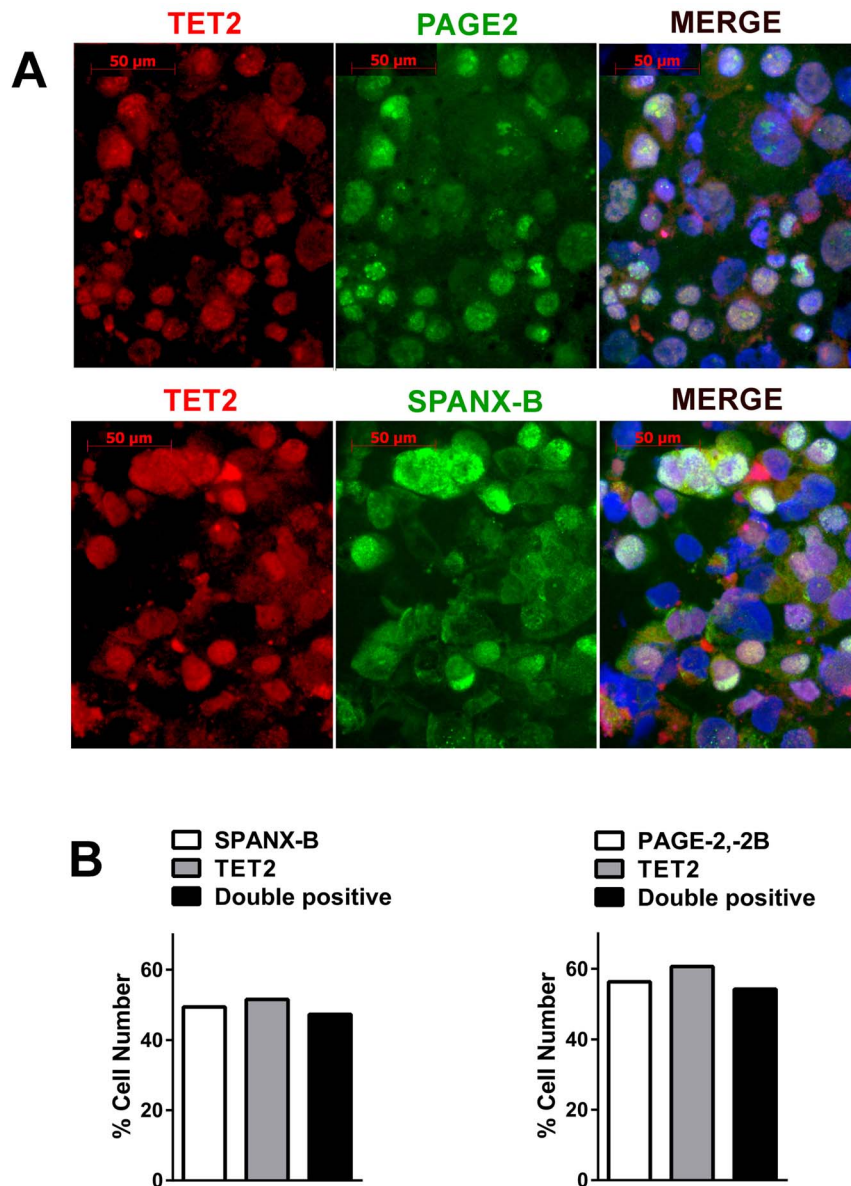 A
TET2 PAGE2 MERGE
50 µm 50 µm 50 µm
TET2 SPANX-B MERGE
50 µm 50 µm 50 µm
B
SPANX-B
TET2
Double positive
% Cell Number
60
40
20
0
PAGE-2,-2B
TET2
Double positive
% Cell Number
60
40
20
0